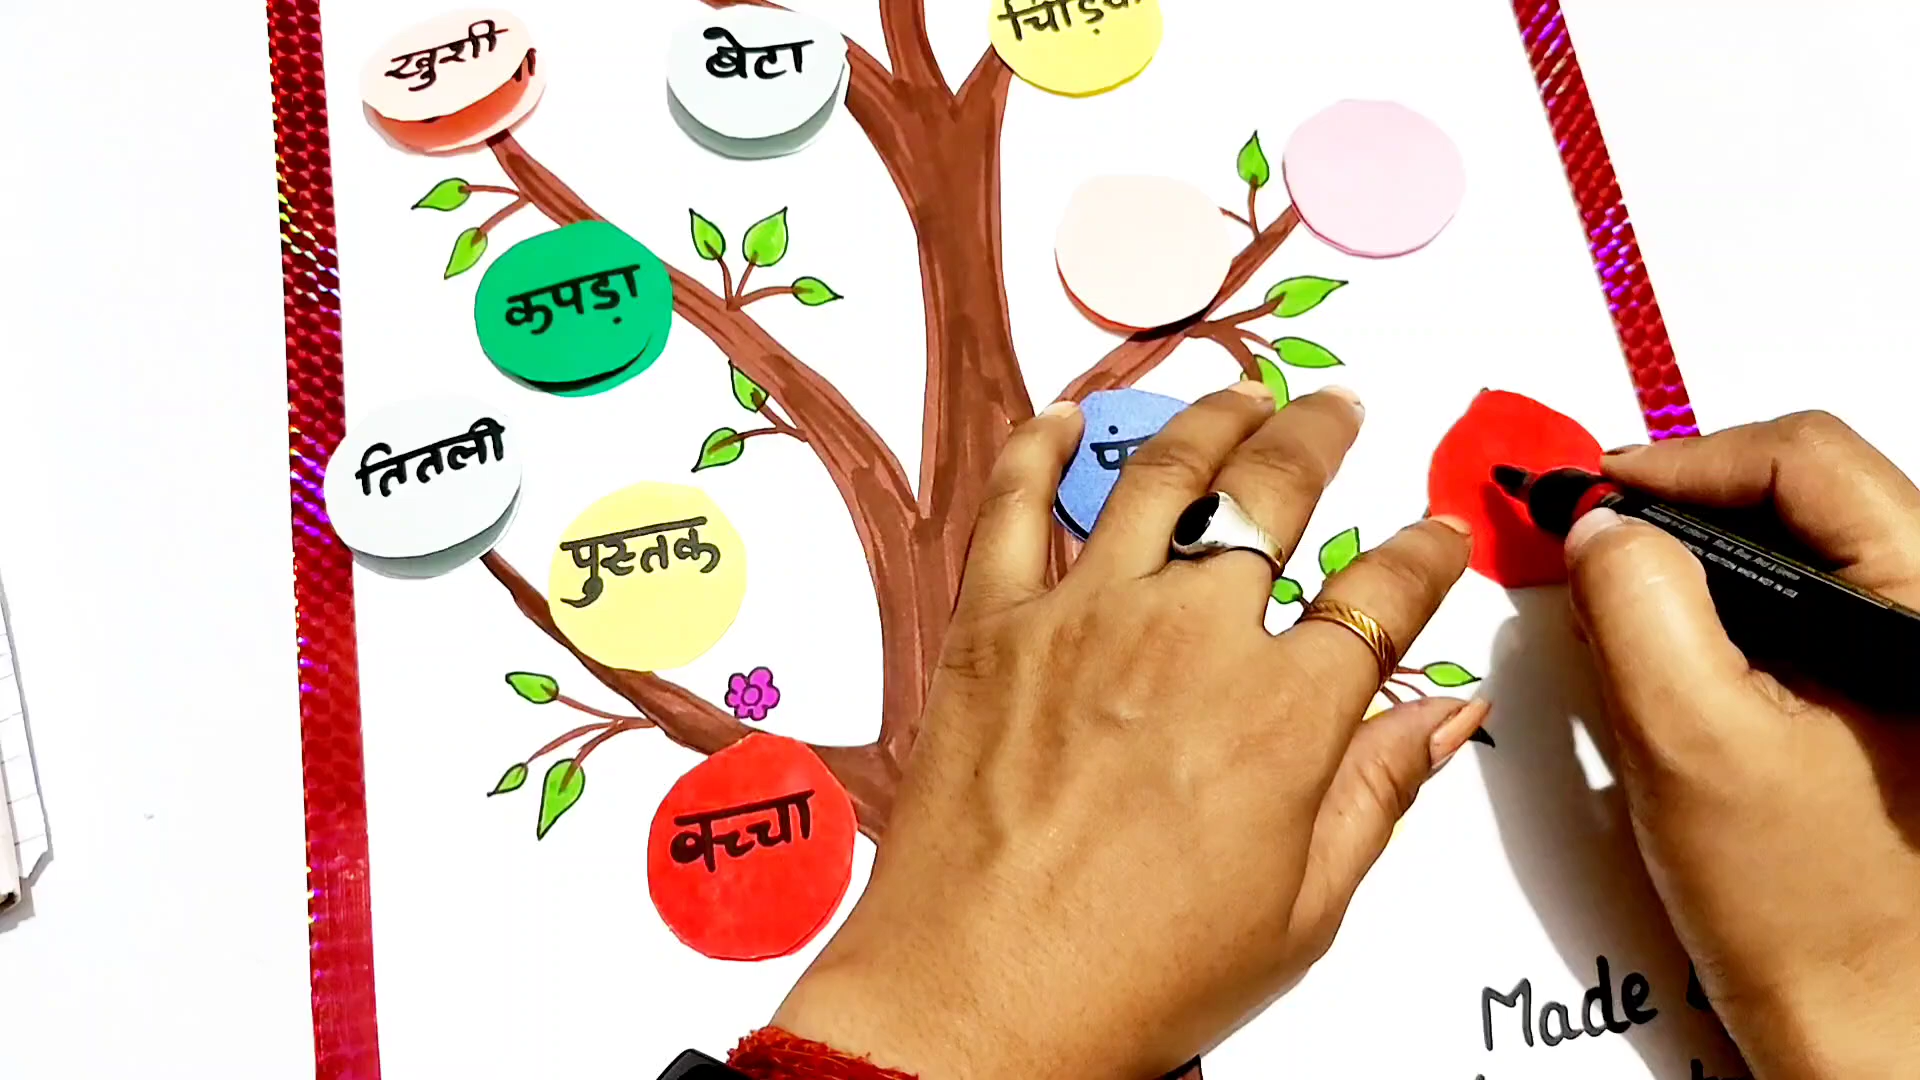 खुशी
बेटा
चिड़िया
कपड़ा
तितली
पुस्तक
बच्चा
Made